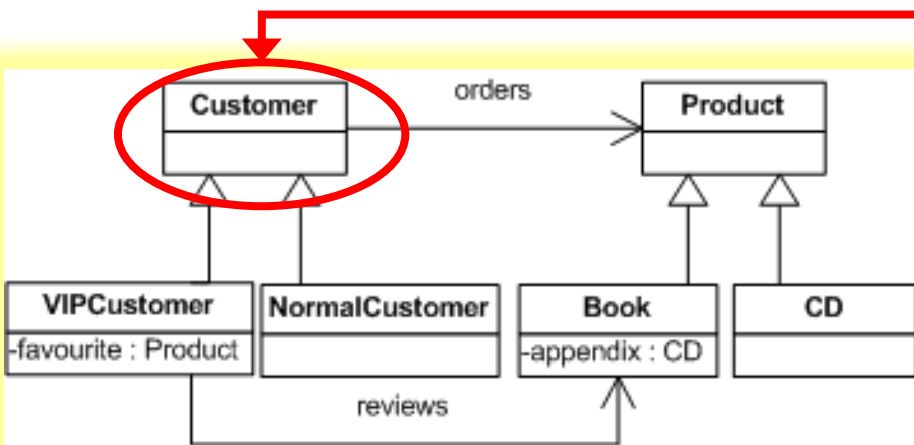 Customer
orders
Product
VIPCustomer
-favourite : Product
NormalCustomer
Book
-appendix : CD
CD
reviews